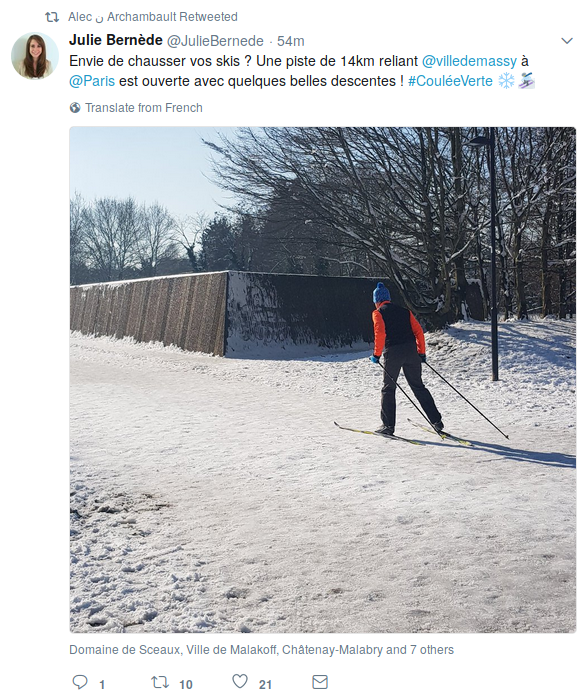 Alec ن Archambault Retweeted
Julie Bernède @JulieBernede · 54m
Envie de chausser vos skis ? Une piste de 14km reliant @villedemassy à
@Paris est ouverte avec quelques belles descentes ! #CouléeVerte ❄️🏂
Translate from French
Domaine de Sceaux, Ville de Malakoff, Châtenay-Malabry and 7 others
1 10 21